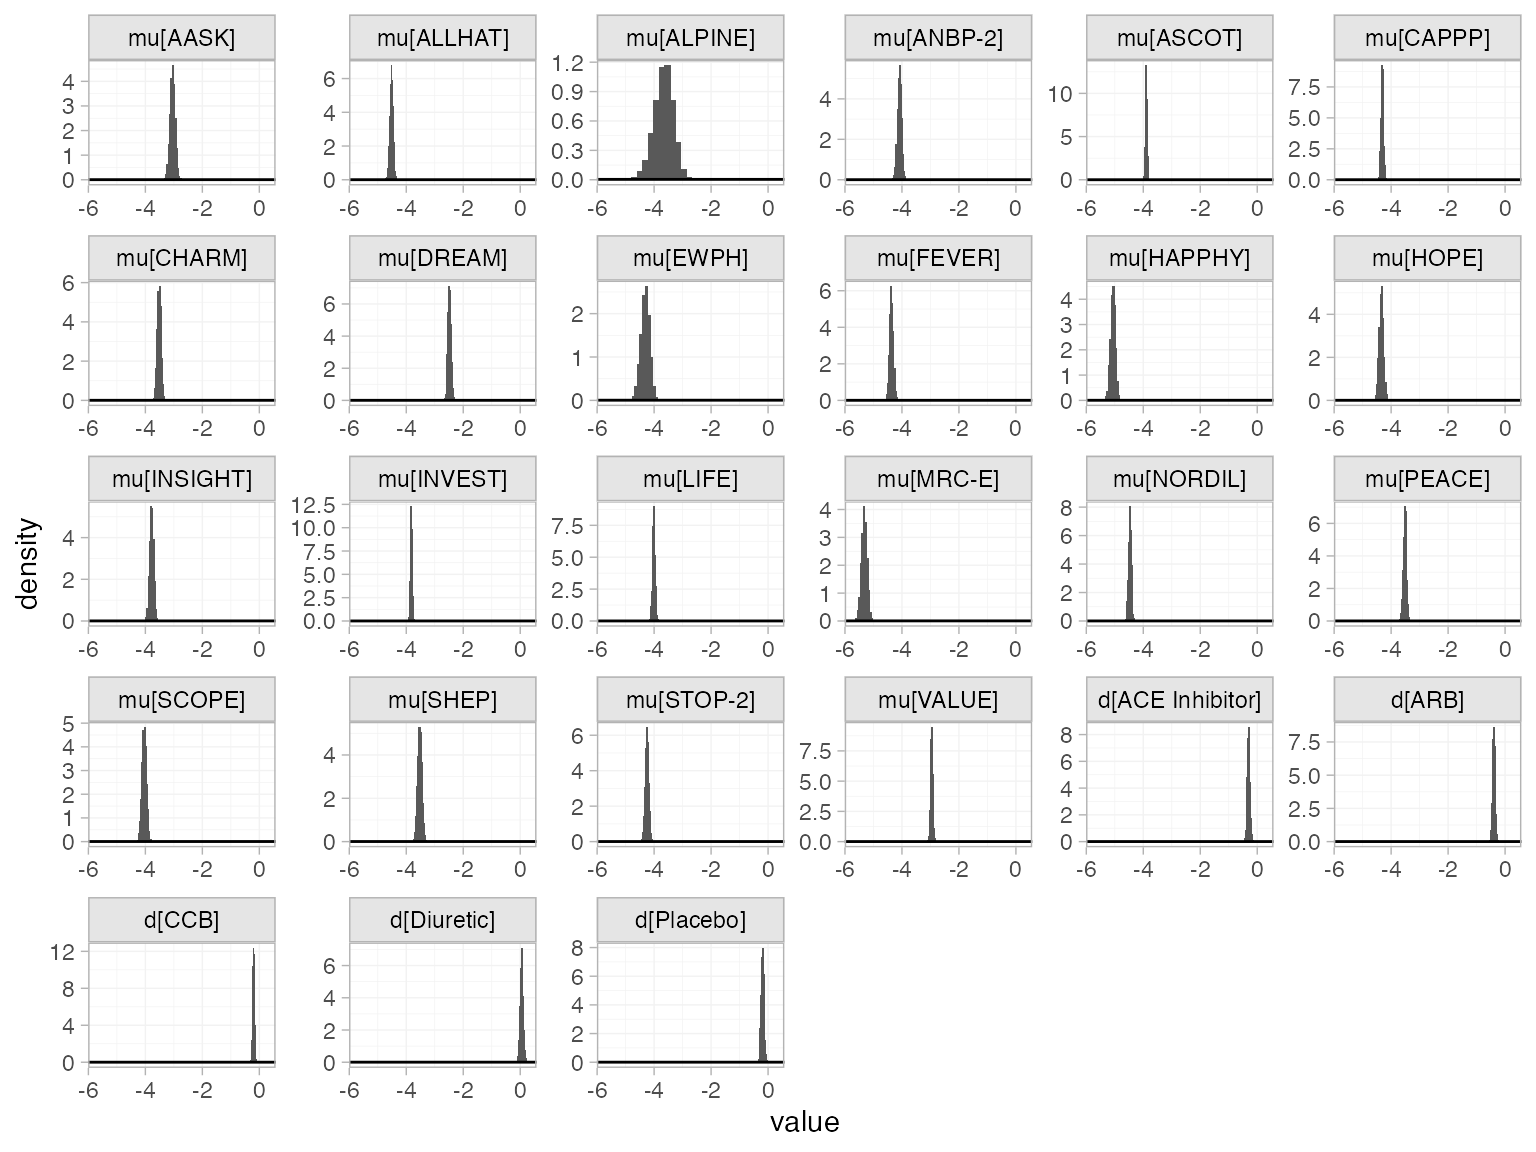 mu[AASK] mu[ALLHAT] mu[ALPINE] mu[ANBP-2] mu[ASCOT] mu[CAPPP]
4 3 2 1 0 6 4 2 0 1.2 0.9 0.6 0.3 0.0 4 2 0 10 5 0 7.5 5.0 2.5 0.0
-6 -4 -2 0 -6 -4 -2 0 -6 -4 -2 0 -6 -4 -2 0 -6 -4 -2 0 -6 -4 -2 0
mu[CHARM] mu[DREAM] mu[EWPH] mu[FEVER] mu[HAPPHY] mu[HOPE]
6 4 2 0 6 4 2 0 2 1 0 6 4 2 0 4 3 2 1 0 4 2 0
-6 -4 -2 0 -6 -4 -2 0 -6 -4 -2 0 -6 -4 -2 0 -6 -4 -2 0 -6 -4 -2 0
mu[INSIGHT] mu[INVEST] mu[LIFE] mu[MRC-E] mu[NORDIL] mu[PEACE]
4 2 0 12.5 10.0 7.5 5.0 2.5 0.0 7.5 5.0 2.5 0.0 4 3 2 1 0 8 6 4 2 0 6 4 2 0
-6 -4 -2 0 -6 -4 -2 0 -6 -4 -2 0 -6 -4 -2 0 -6 -4 -2 0 -6 -4 -2 0
mu[SCOPE] mu[SHEP] mu[STOP-2] mu[VALUE] d[ACE Inhibitor] d[ARB]
5 4 3 2 1 0 4 2 0 6 4 2 0 7.5 5.0 2.5 0.0 8 6 4 2 0 7.5 5.0 2.5 0.0
-6 -4 -2 0 -6 -4 -2 0 -6 -4 -2 0 -6 -4 -2 0 -6 -4 -2 0 -6 -4 -2 0
d[CCB] d[Diuretic] d[Placebo]
12 8 4 0 6 4 2 0 8 6 4 2 0
-6 -4 -2 0 -6 -4 -2 0 -6 -4 -2 0
density
value